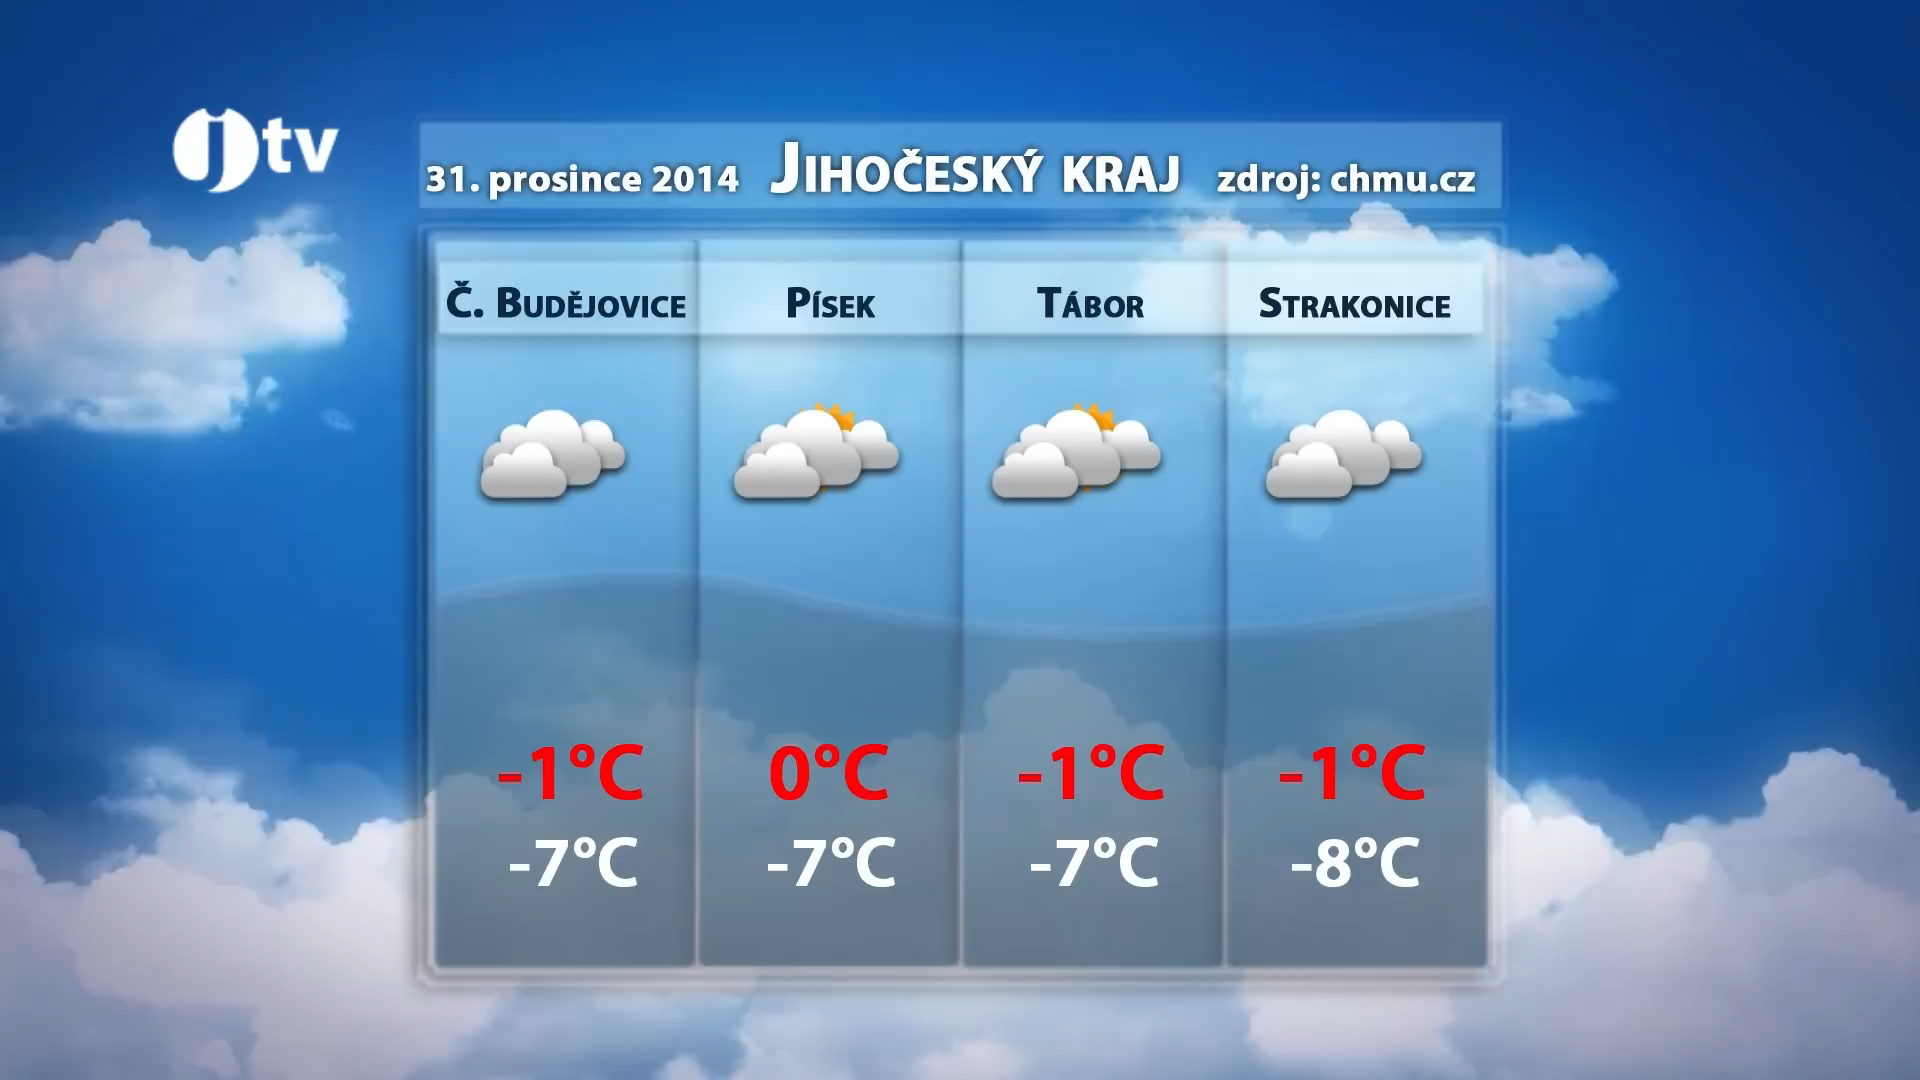 jtv
31. prosince 2014 JIHOČESKÝ KRAJ zdroj: chmu.cz
Č. BUDĚJOVICE PÍSEK TÁBOR STRAKONICE
-1°C 0°C -1°C -1°C
-7°C -7°C -7°C -8°C